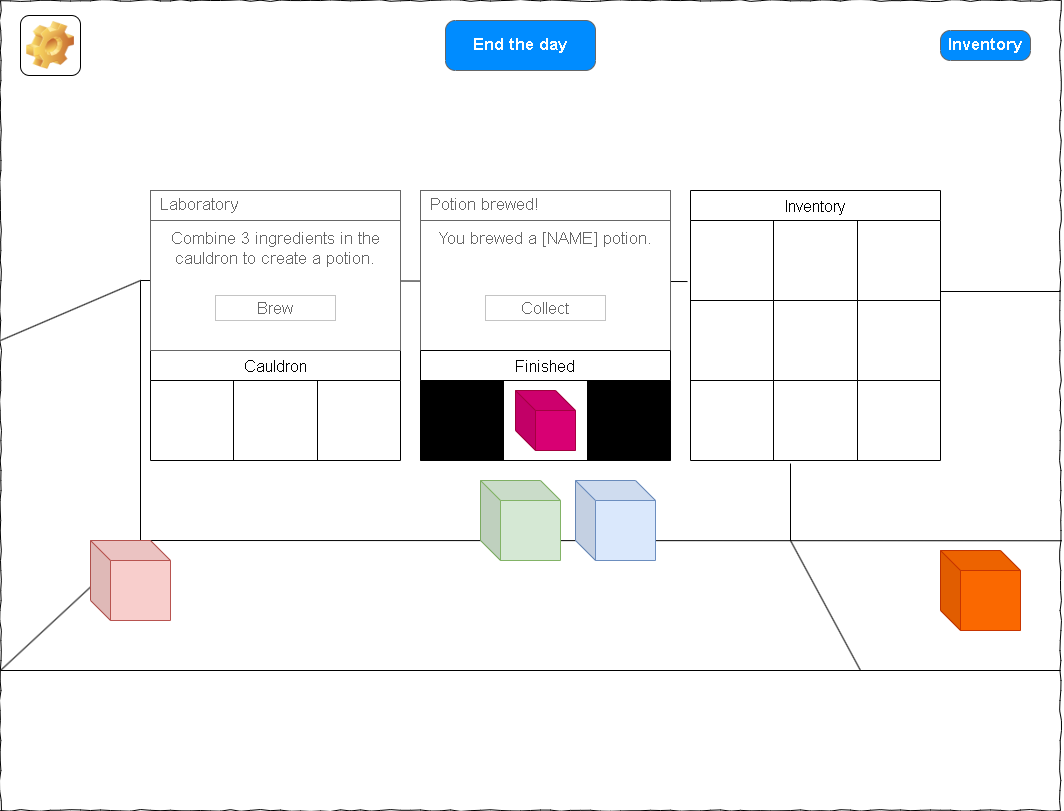 End the day
Inventory
Laboratory
Combine 3 ingredients in the
cauldron to create a potion.
Brew
Cauldron
Potion brewed!
You brewed a [NAME] potion.
Collect
Finished
Inventory